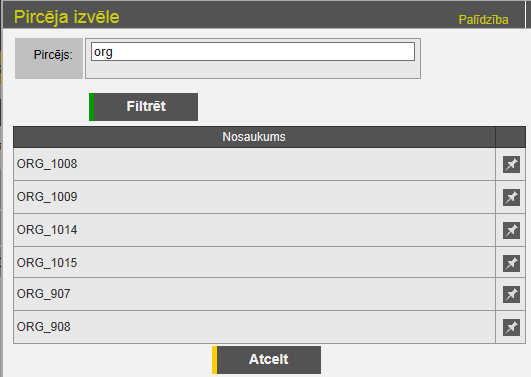 Pircēja izvēle
Palīdzība
Pircējs: org
Filtrēt
Nosaukums
ORG_1008
ORG_1009
ORG_1014
ORG_1015
ORG_907
ORG_908
Atcelt